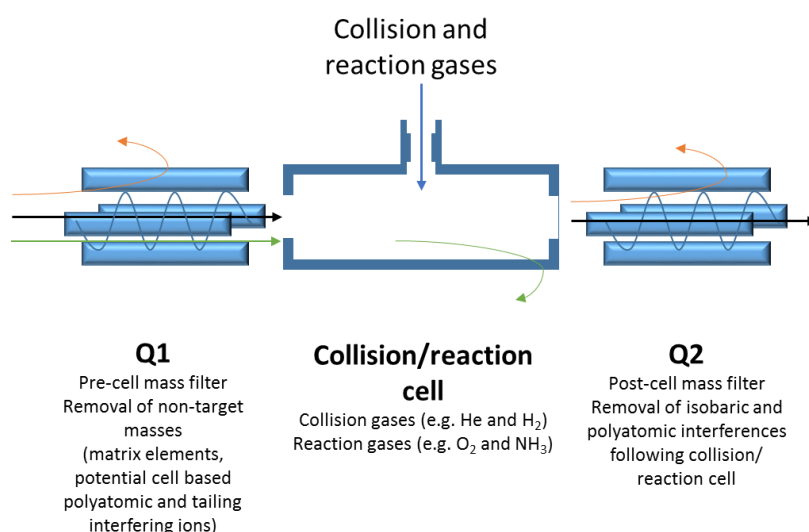 Collision and
reaction gases
Q1
Pre-cell mass filter
Removal of non-target
masses
(matrix elements,
potential cell based
polyatomic and tailing
interfering ions)
Collision/reaction
cell
Collision gases (e.g. He and H₂)
Reaction gases (e.g. O₂ and NH₃)
Q2
Post-cell mass filter
Removal of isobaric and
polyatomic interferences
following collision/
reaction cell